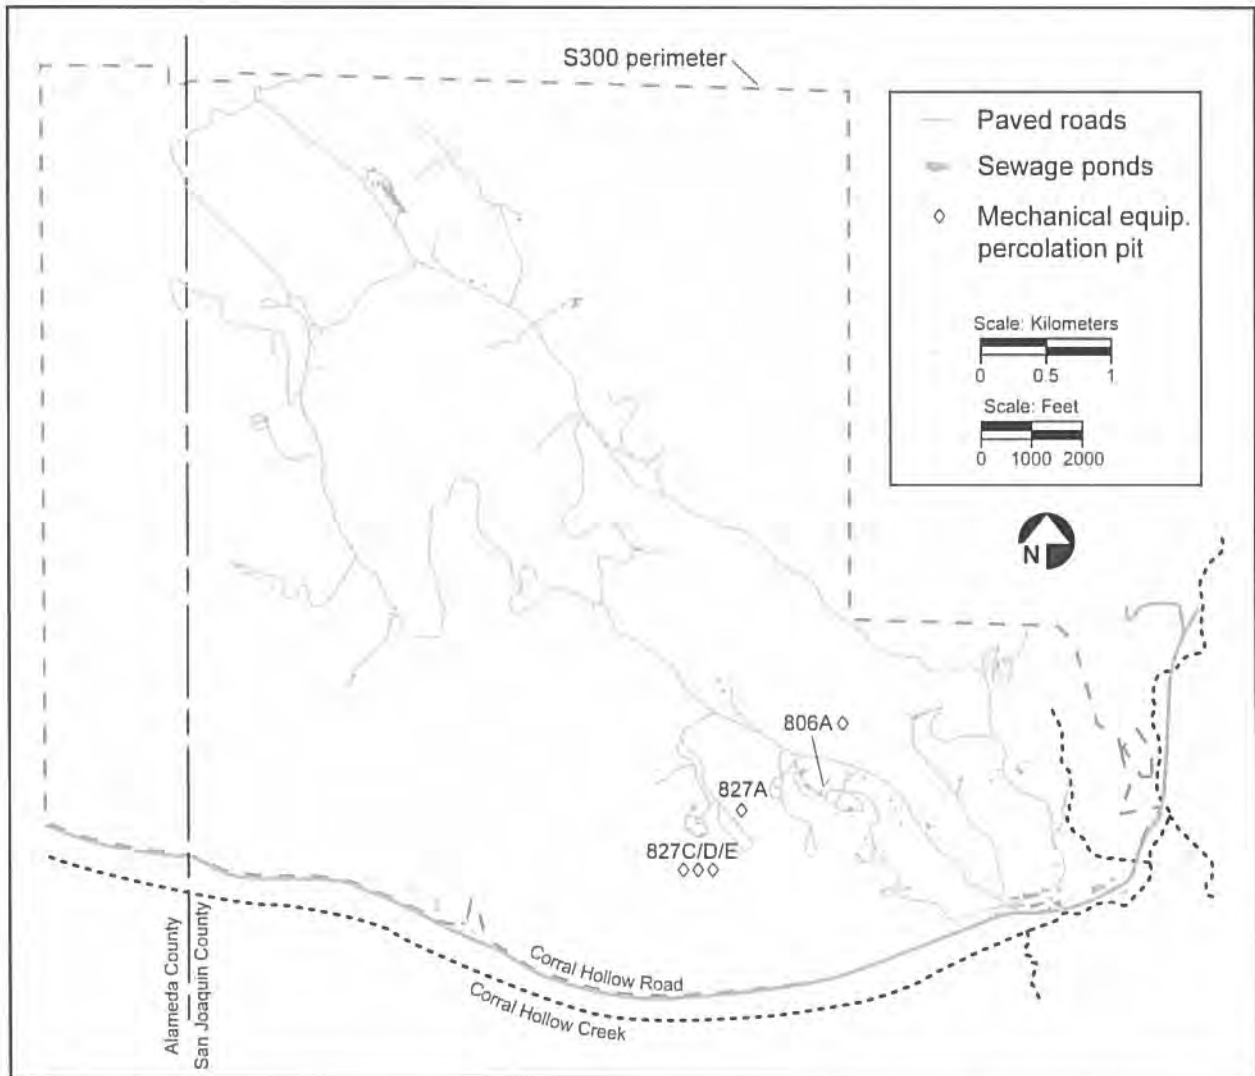 S300 perimeter
Paved roads
Sewage ponds
Mechanical equip.
percolation pit
Scale: Kilometers
0 0.5 1
Scale: Feet
0 1000 2000
N
806A
827A
827C/D/E
Corral Hollow Road
Corral Hollow Creek
Alameda County
San Joaquin County